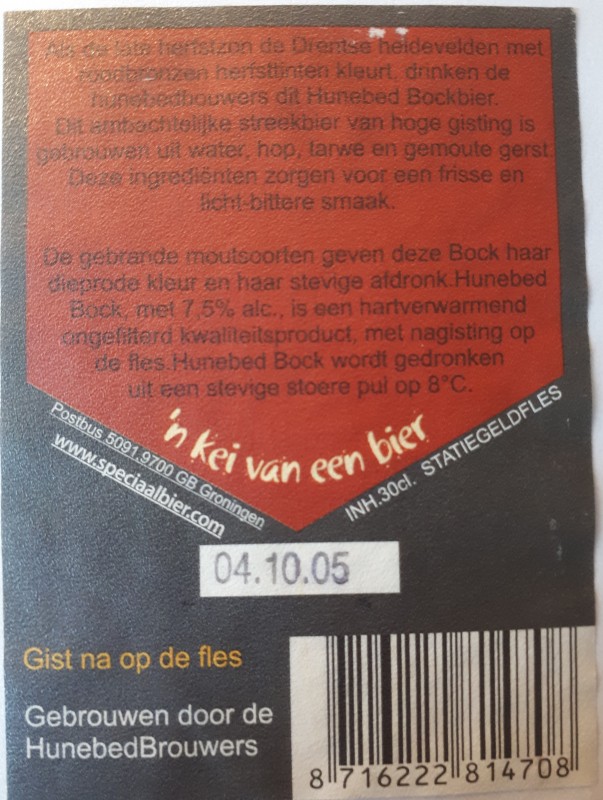 Als de late herfstzon de Drentse heidevelden met
roodbronzen herfsttinten kleurt, drinken de
hunebedbouwers dit Hunebed Bockbier.
Dit ambachtelijke streekbier van hoge gisting is
gebrouwen uit water, hop, tarwe en gemoute gerst.
Deze ingrediënten zorgen voor een frisse en
licht-bittere smaak.
De gebrande moutsoorten geven deze Bock haar
dieprode kleur en haar stevige afdronk.Hunebed
Bock, met 7,5% alc., is een hartverwarmend
ongefilterd kwaliteitsproduct, met nagisting op
de fles.Hunebed Bock wordt gedronken
uit een stevige stoere pul op 8°C.
'n kei van een bier
Postbus 5091,9700 GB Groningen
www.speciaalbier.com
INH.30cl. STATIEGELDFLES
04.10.05
Gist na op de fles
Gebrouwen door de
HunebedBrouwers
8 716222 814708